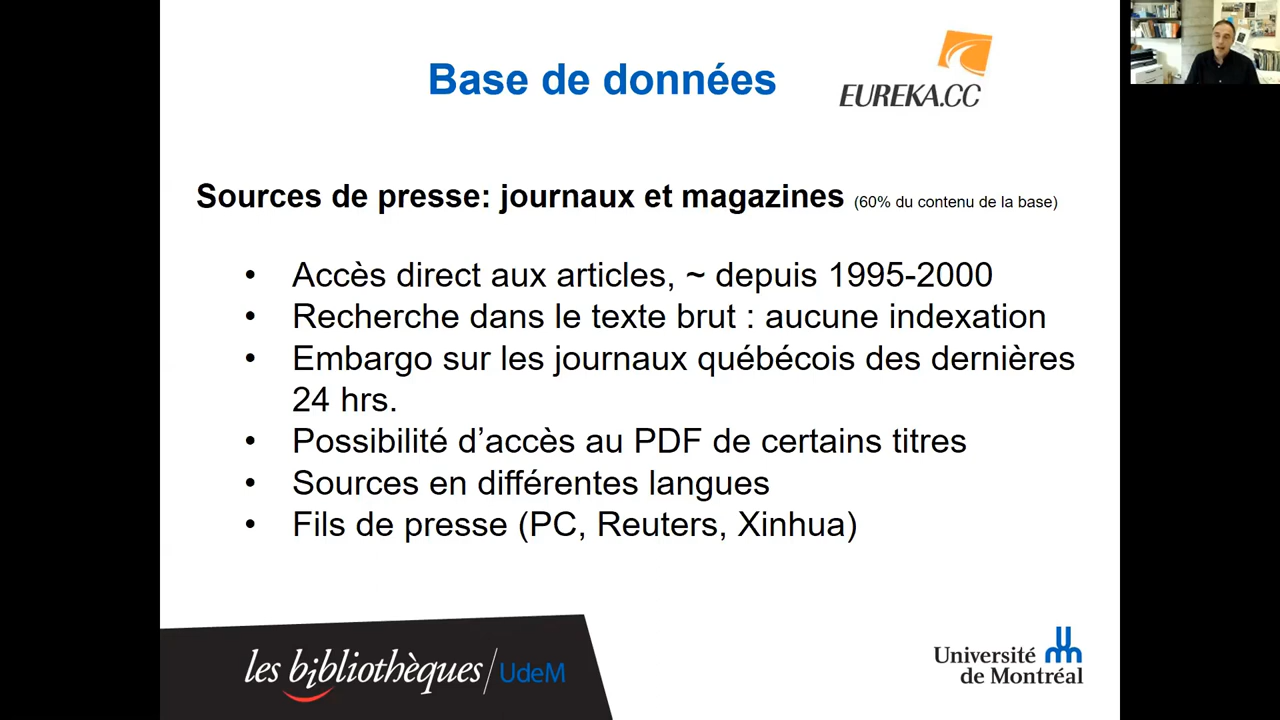 Base de données
EUREKA.CC
Sources de presse: journaux et magazines (60% du contenu de la base)
• Accès direct aux articles, ~ depuis 1995-2000
• Recherche dans le texte brut : aucune indexation
• Embargo sur les journaux québécois des dernières
24 hrs.
• Possibilité d’accès au PDF de certains titres
• Sources en différentes langues
• Fils de presse (PC, Reuters, Xinhua)
les bibliothèques/UdeM
Université
de Montréal